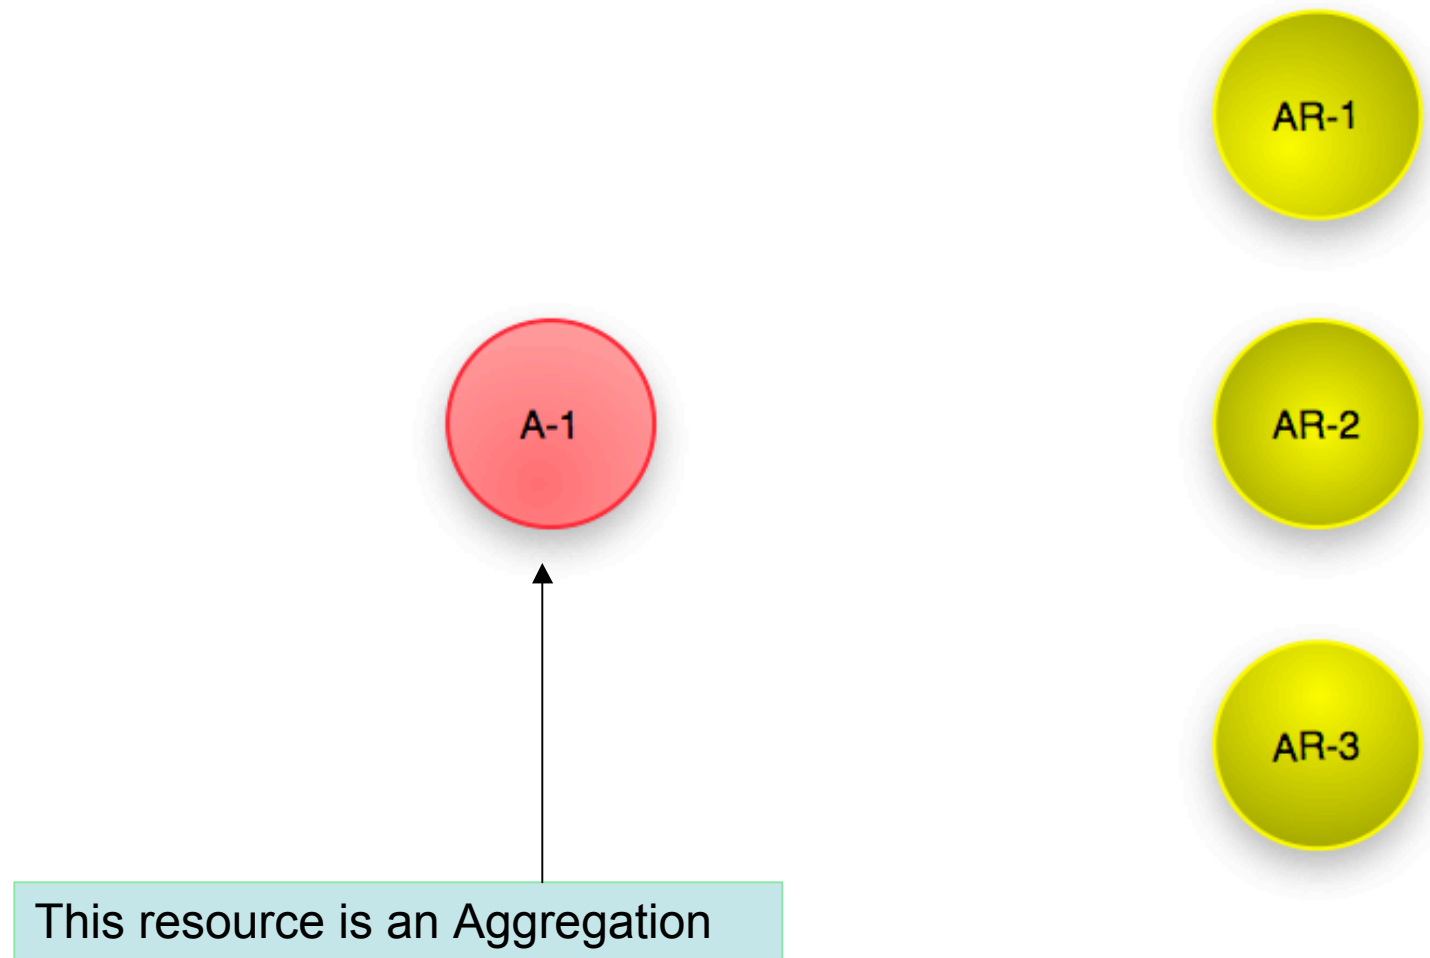 AR-1
A-1
AR-2
AR-3
This resource is an Aggregation